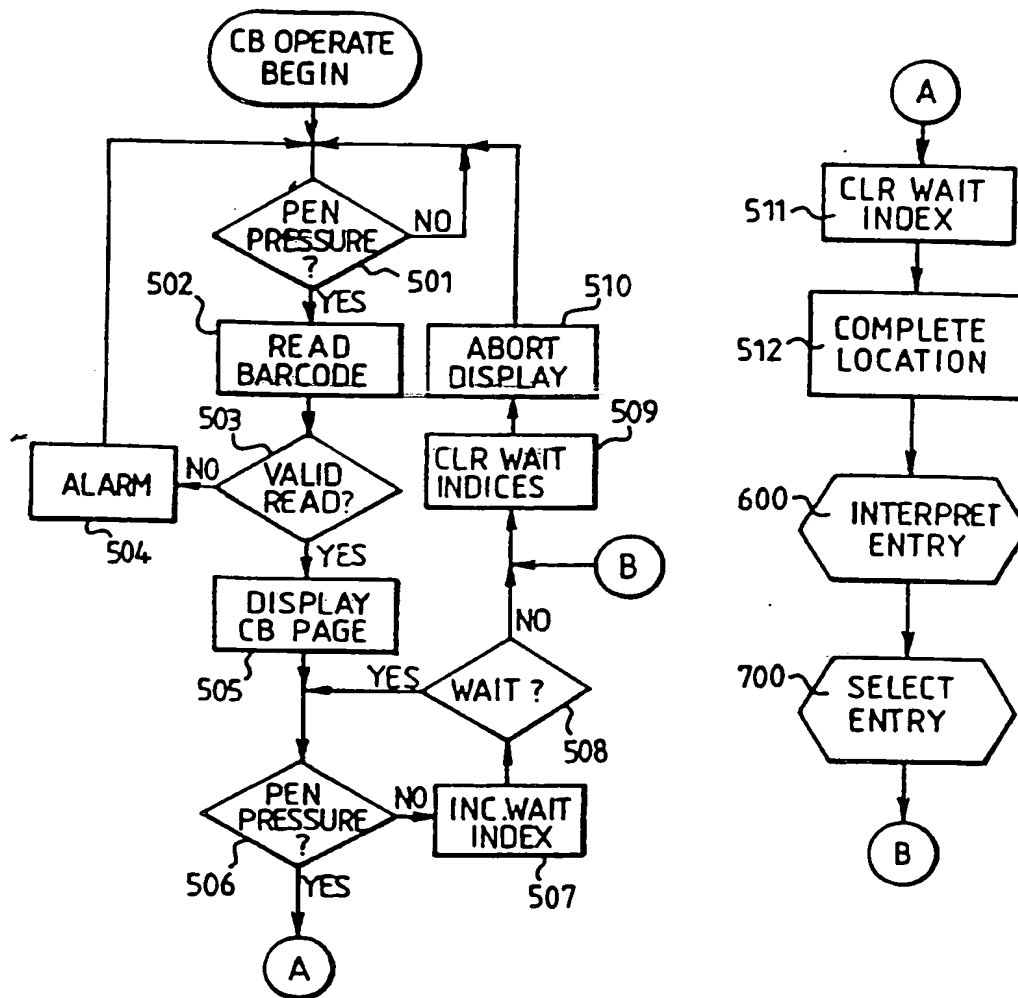 CB OPERATE
BEGIN
PEN
PRESSURE
?
NO
501
YES
502
READ
BARCODE
503
VALID
READ?
NO
ALARM
504
YES
DISPLAY
CB PAGE
505
PEN
PRESSURE
?
506
NO
YES
A
INC.WAIT
INDEX
507
WAIT ?
508
YES
NO
B
CLR WAIT
INDICES
509
ABORT
DISPLAY
510
A
511
CLR WAIT
INDEX
512
COMPLETE
LOCATION
600
INTERPRET
ENTRY
700
SELECT
ENTRY
B